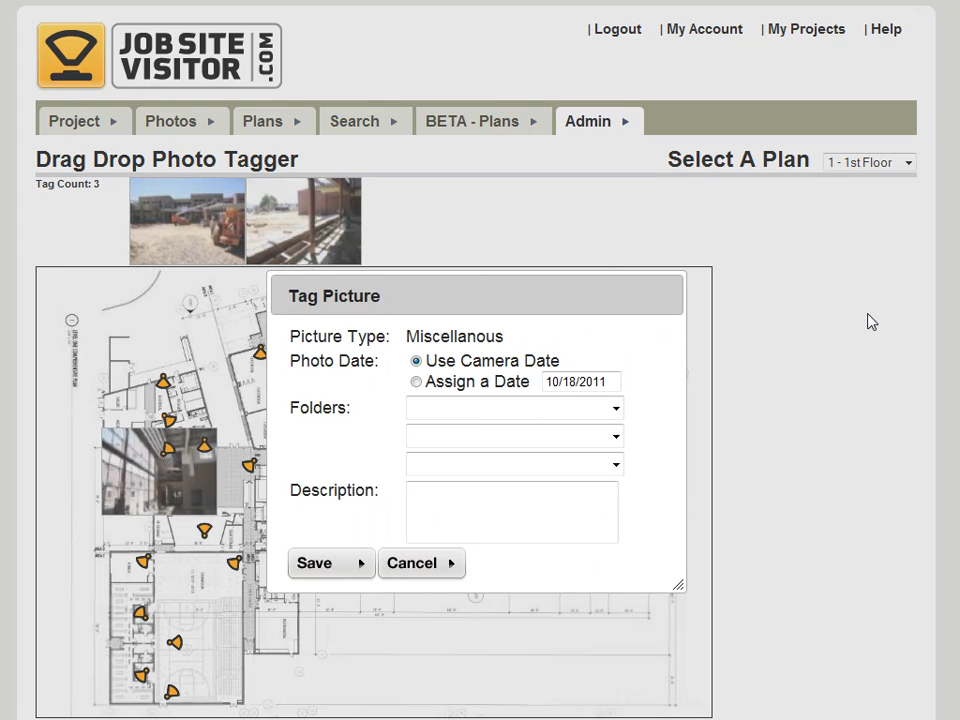 | Logout | My Account | My Projects | Help
JOB SITE
VISITOR
.COM
Project Photos Plans Search BETA - Plans Admin
Drag Drop Photo Tagger Select A Plan 1 - 1st Floor
Tag Count: 3
Tag Picture
Picture Type: Miscellanous
Photo Date: Use Camera Date
Assign a Date 10/18/2011
Folders:
Description:
Save Cancel